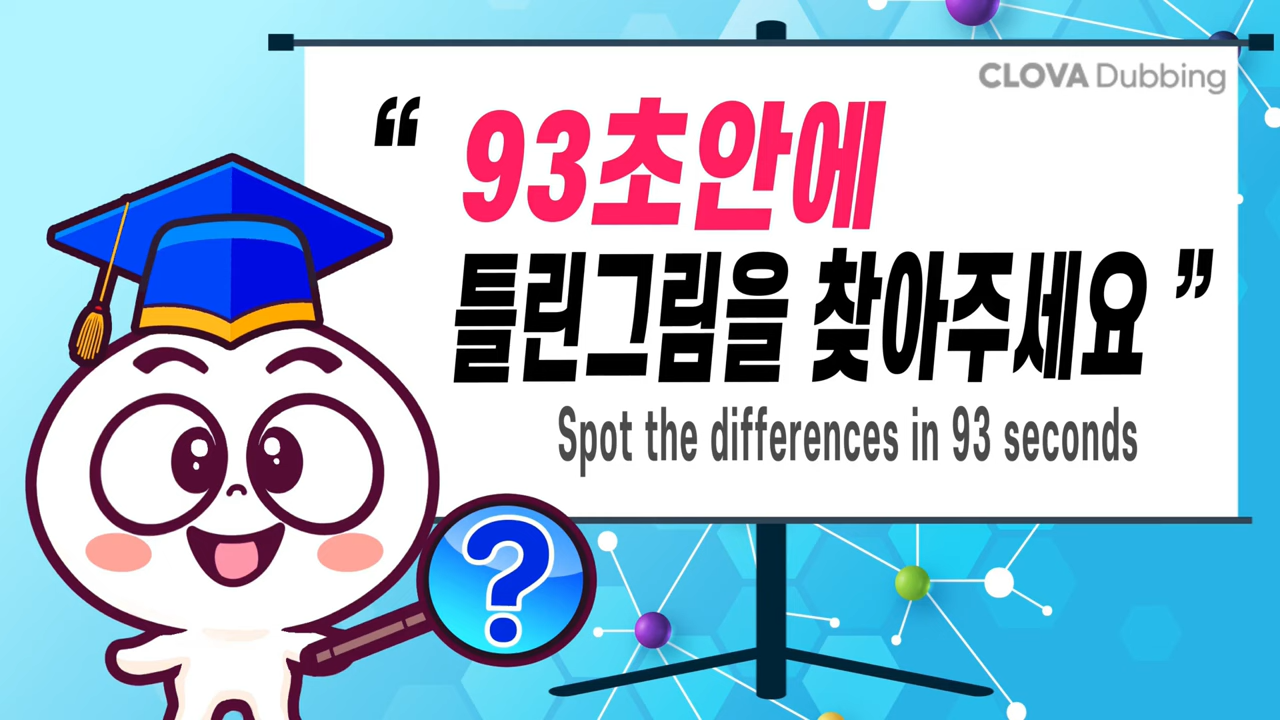 CLOVA Dubbing
“ 93초안에
틀린그림을 찾아주세요 ”
Spot the differences in 93 seconds
?